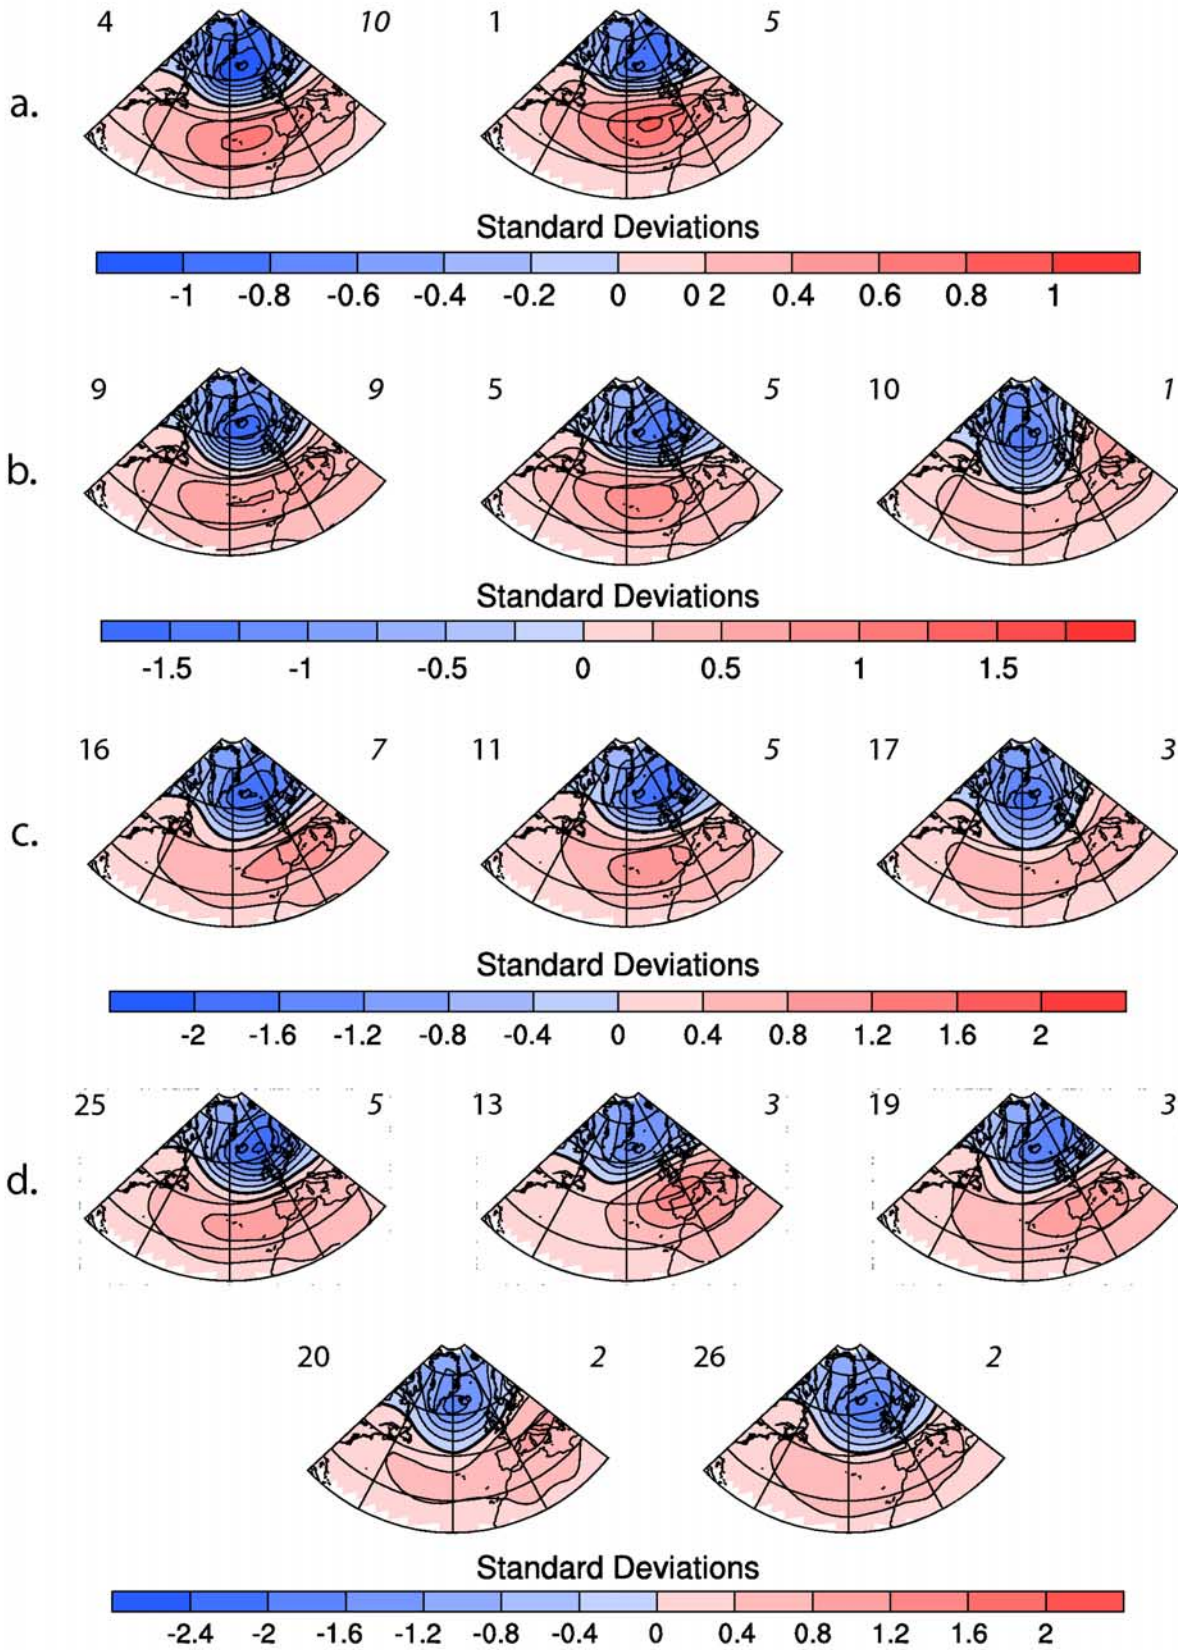 4 10 1 5
a.
Standard Deviations
-1 -0.8 -0.6 -0.4 -0.2 0 0 2 0.4 0.6 0.8 1
9 9 5 5 10 1
b.
Standard Deviations
-1.5 -1 -0.5 0 0.5 1 1.5
16 7 11 5 17 3
c.
Standard Deviations
-2 -1.6 -1.2 -0.8 -0.4 0 0.4 0.8 1.2 1.6 2
25 5 13 3 19 3
d.
20 2 26 2
Standard Deviations
-2.4 -2 -1.6 -1.2 -0.8 -0.4 0 0.4 0.8 1.2 1.6 2